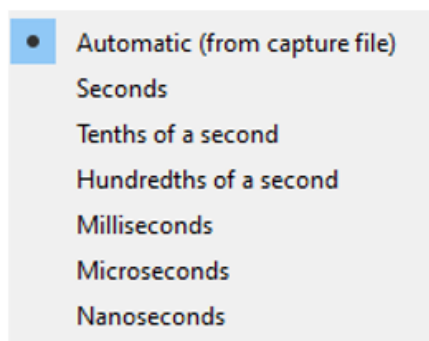 Automatic (from capture file)
Seconds
Tenths of a second
Hundredths of a second
Milliseconds
Microseconds
Nanoseconds